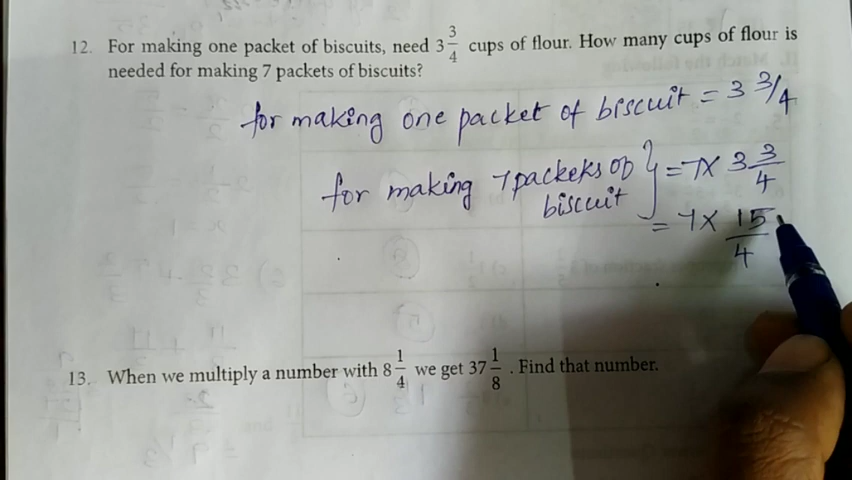 12. For making one packet of biscuits, need 3 3/4 cups of flour. How many cups of flour is
needed for making 7 packets of biscuits?
for making one packet of biscuit = 3 3/4
for making 7 packets of } = 7 x 3 3/4
biscuit
= 7 x 15/4
13. When we multiply a number with 8 1/4 we get 37 1/8. Find that number.